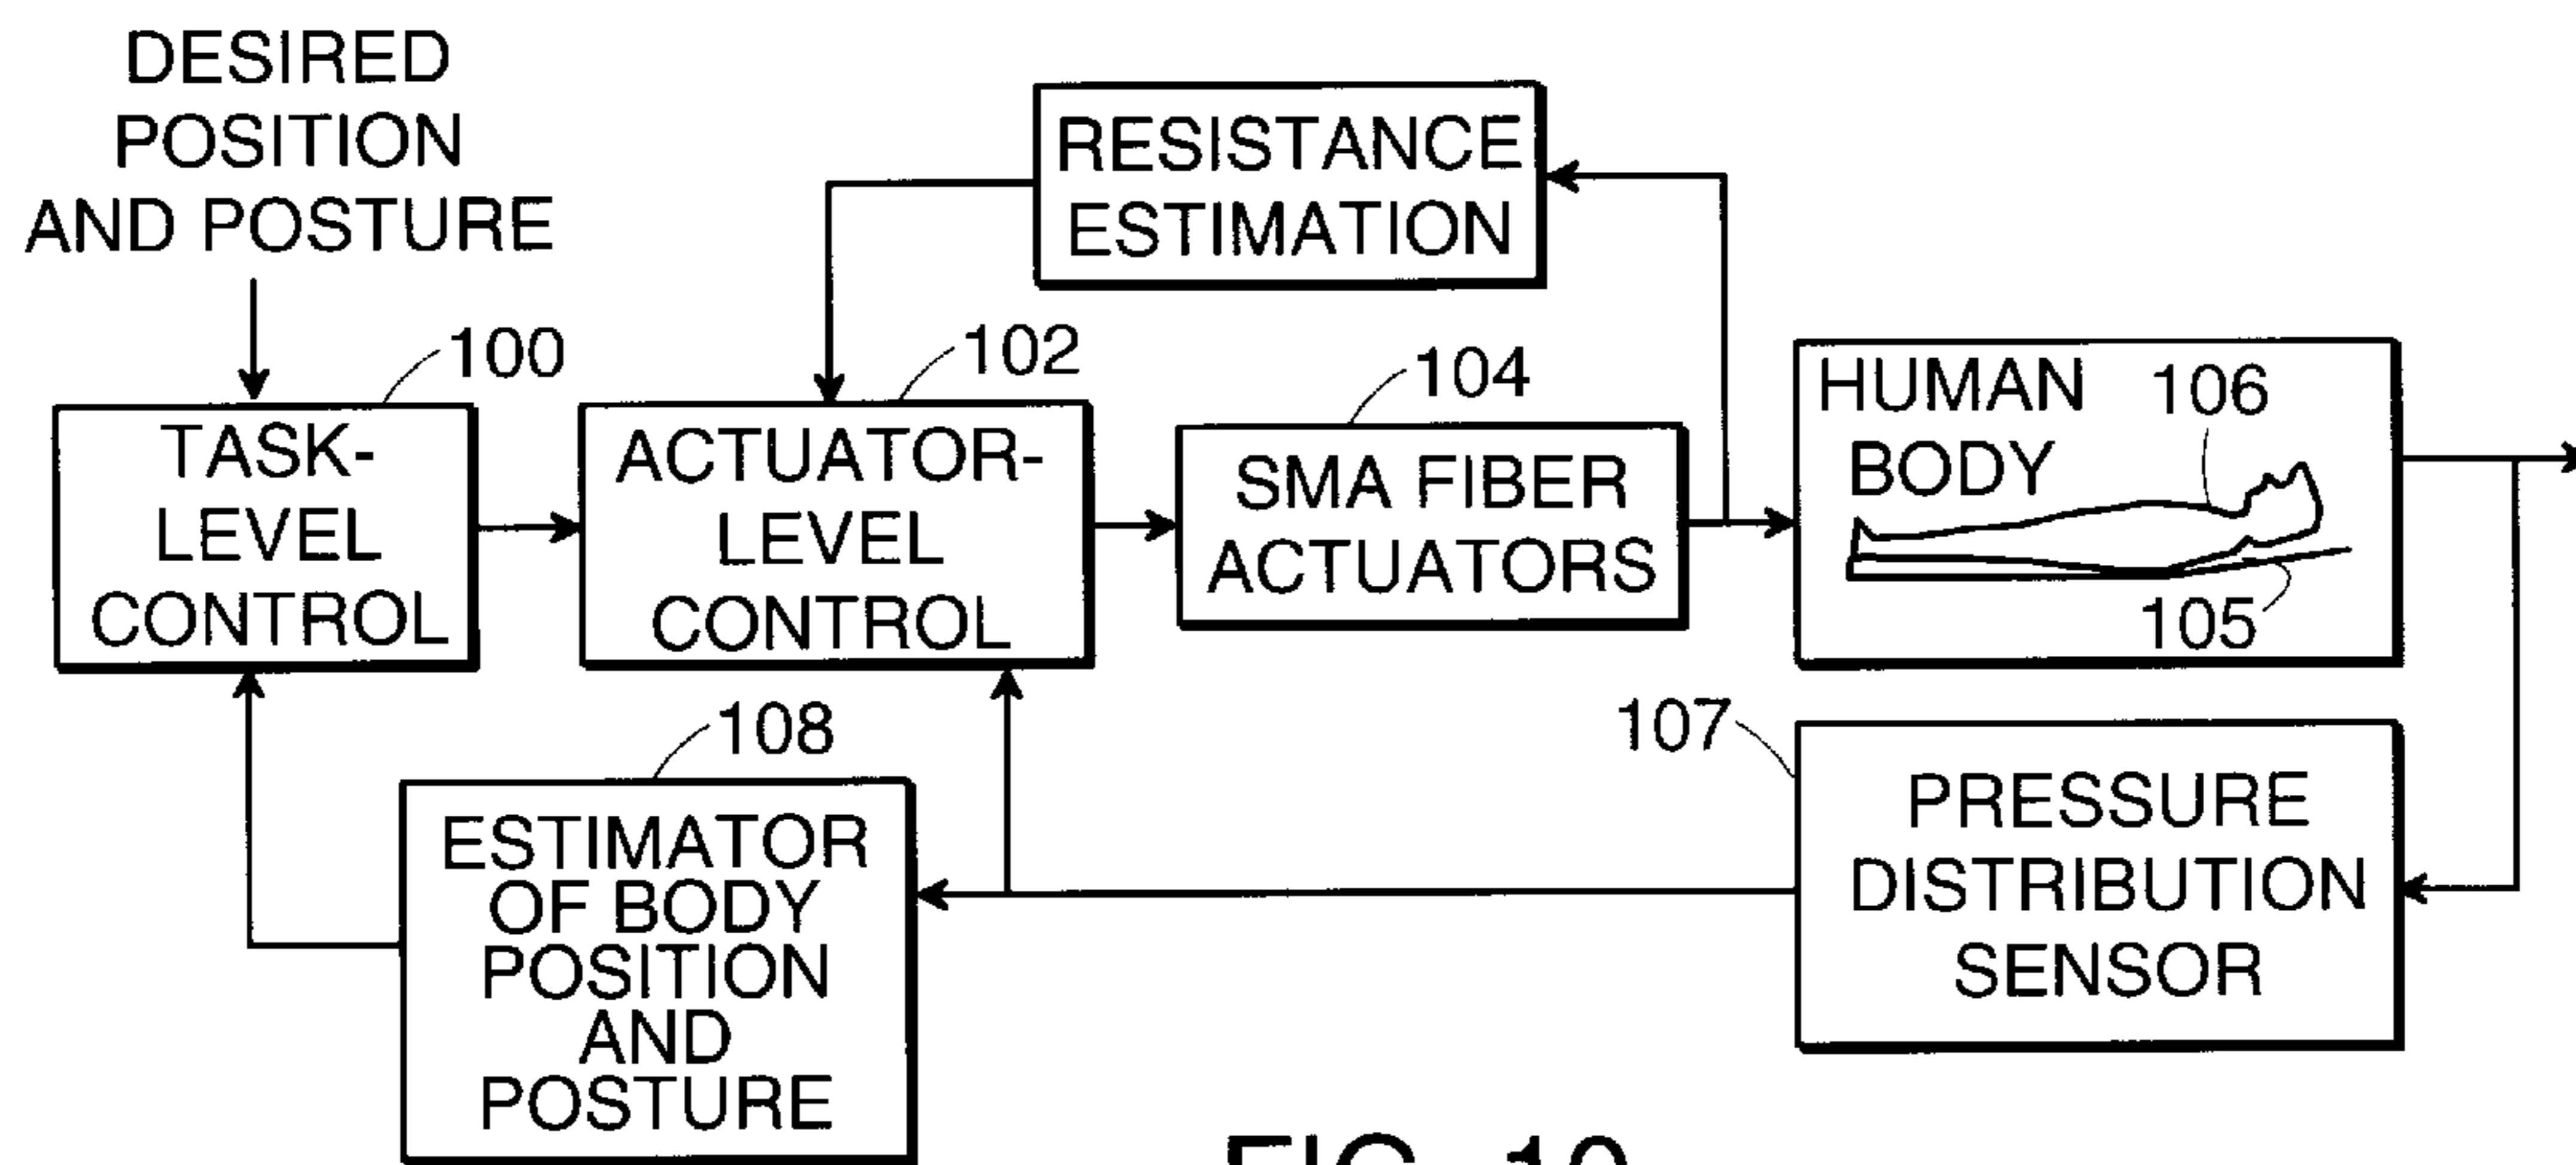 DESIRED
POSITION
AND POSTURE
RESISTANCE
ESTIMATION
100
TASK-
LEVEL
CONTROL
102
ACTUATOR-
LEVEL
CONTROL
104
SMA FIBER
ACTUATORS
HUMAN
BODY
106
105
108
ESTIMATOR
OF BODY
POSITION
AND
POSTURE
107
PRESSURE
DISTRIBUTION
SENSOR